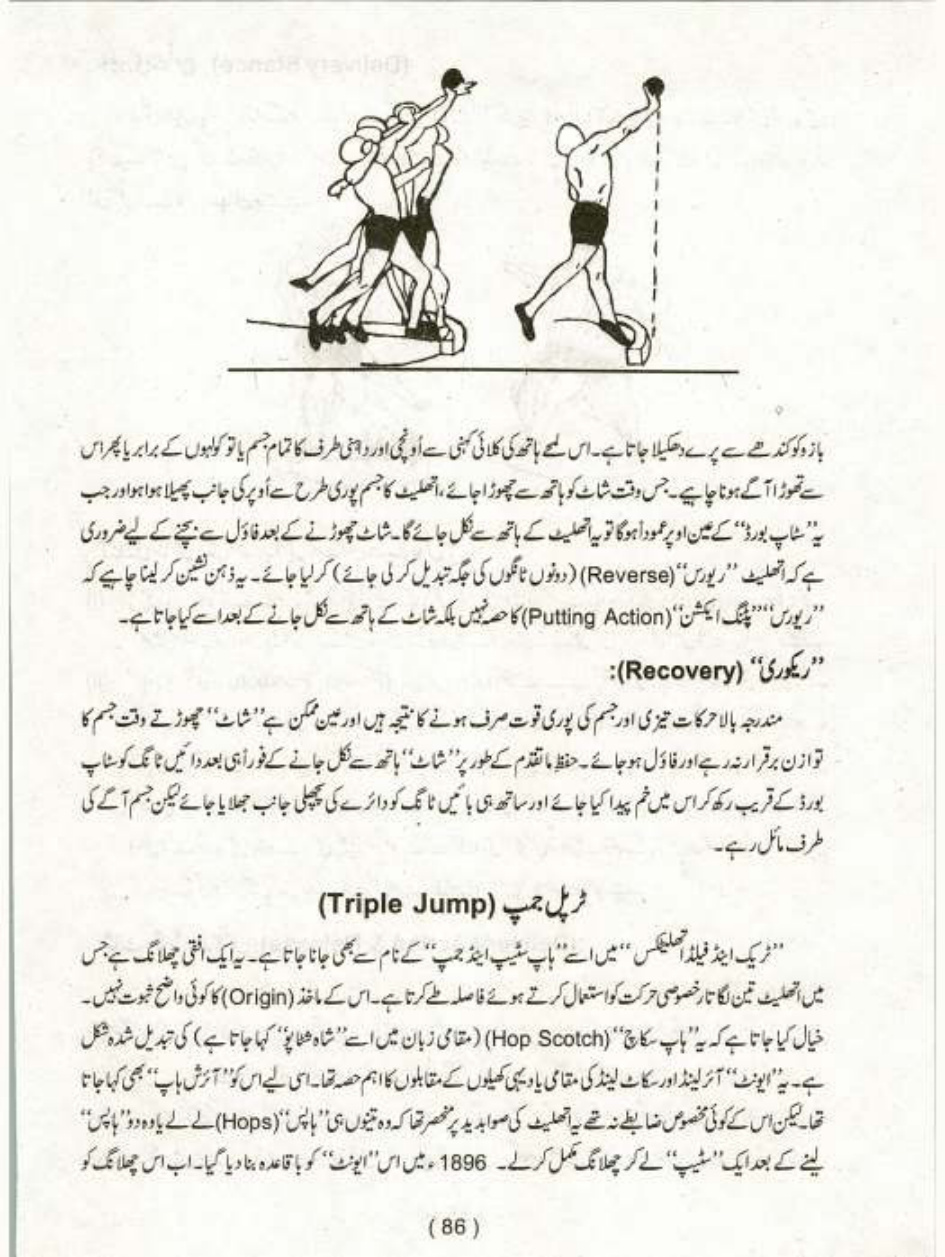 بازو کو کندھے سے پرے دھکیلا جاتا ہے۔ اس لمحے ہاتھ کی کلائی کہنی سے اُونچی اور داہنی طرف کا تمام جسم یا تو کولہوں کے برابر یا پھر اس
سے تھوڑا آگے ہونا چاہیے۔ جس وقت شاٹ کو ہاتھ سے چھوڑا جائے، اتھلیٹ کا جسم پوری طرح سے اُوپر کی جانب پھیلا ہوا ہو اور جب
یہ ”سٹاپ بورڈ“ کے عین اوپر عموداً ہوگا تو یہ اتھلیٹ کے ہاتھ سے نکل جائے گا۔ شاٹ چھوڑنے کے بعد فاؤل سے بچنے کے لیے ضروری
ہے کہ اتھلیٹ ”ریورس“ (Reverse) (دونوں ٹانگوں کی جگہ تبدیل کر لی جائے) کر لیا جائے۔ یہ ذہن نشین کر لینا چاہیے کہ
”ریورس“ ”پٹنگ ایکشن“ (Putting Action) کا حصہ نہیں بلکہ شاٹ کے ہاتھ سے نکل جانے کے بعد اسے کیا جاتا ہے۔
”ریکوری“ (Recovery):
مندرجہ بالا حرکات تیزی اور جسم کی پوری قوت صرف ہونے کا نتیجہ ہیں اور عین ممکن ہے ”شاٹ“ چھوڑتے وقت جسم کا
توازن برقرار نہ رہے اور فاؤل ہو جائے۔ حفظِ ماتقدم کے طور پر ”شاٹ“ ہاتھ سے نکل جانے کے فوراً ہی بعد دائیں ٹانگ کو سٹاپ
بورڈ کے قریب رکھ کر اس میں خم پیدا کیا جائے اور ساتھ ہی بائیں ٹانگ کو دائرے کی پچھلی جانب جھلایا جائے لیکن جسم آگے کی
طرف مائل رہے۔
ٹرپل جمپ (Triple Jump)
”ٹریک اینڈ فیلڈ اتھلیٹکس“ میں اسے ”ہاپ سٹیپ اینڈ جمپ“ کے نام سے بھی جانا جاتا ہے۔ یہ ایک افقی چھلانگ ہے جس
میں اتھلیٹ تین لگاتار خصوصی حرکت کو استعمال کرتے ہوئے فاصلہ طے کرتا ہے۔ اس کے ماخذ (Origin) کا کوئی واضح ثبوت نہیں۔
خیال کیا جاتا ہے کہ یہ ”ہاپ سکاچ“ (Hop Scotch) (مقامی زبان میں اسے ”شاہ شٹاپو“ کہا جاتا ہے) کی تبدیل شدہ شکل
ہے۔ یہ ”ایونٹ“ آئرلینڈ اور سکاٹ لینڈ کی مقامی یا دیہی کھیلوں کے مقابلوں کا اہم حصہ تھا۔ اسی لیے اس کو ”آئرش ہاپ“ بھی کہا جاتا
تھا۔ لیکن اس کے کوئی مخصوص ضابطے نہ تھے یہ اتھلیٹ کی صوابدید پر منحصر تھا کہ وہ تینوں ہی ”ہاپس“ (Hops) لے لے یا وہ دو ”ہاپس“
لینے کے بعد ایک ”سٹیپ“ لے کر چھلانگ مکمل کر لے۔ 1896ء میں اس ”ایونٹ“ کو باقاعدہ بنا دیا گیا۔ اب اس چھلانگ کو
(86)